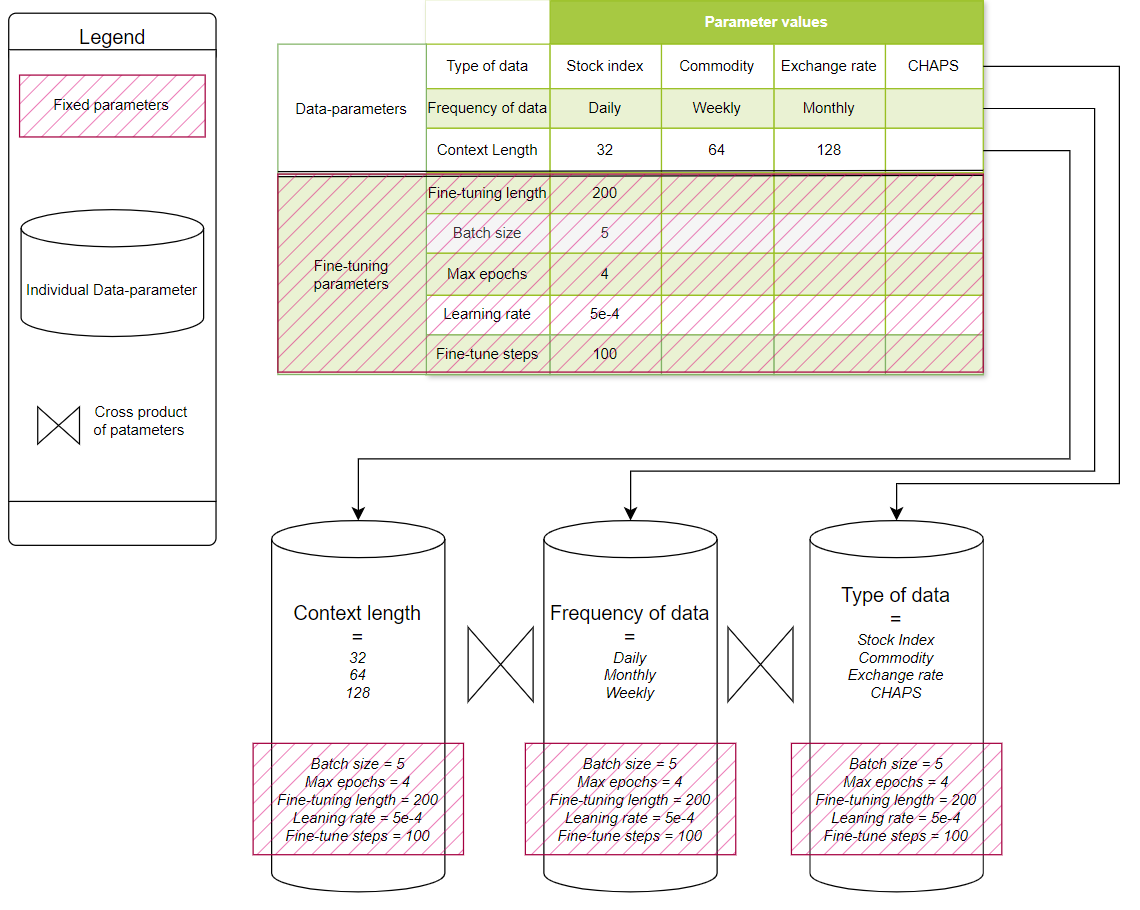 Legend
Fixed parameters
Individual Data-parameter
Cross product
of patameters
Parameter values
Data-parameters
Type of data Stock index Commodity Exchange rate CHAPS
Frequency of data Daily Weekly Monthly
Context Length 32 64 128
Fine-tuning
parameters
Fine-tuning length 200
Batch size 5
Max epochs 4
Learning rate 5e-4
Fine-tune steps 100
Context length
=
32
64
128
Batch size = 5
Max epochs = 4
Fine-tuning length = 200
Leaning rate = 5e-4
Fine-tune steps = 100
Frequency of data
=
Daily
Monthly
Weekly
Batch size = 5
Max epochs = 4
Fine-tuning length = 200
Leaning rate = 5e-4
Fine-tune steps = 100
Type of data
=
Stock Index
Commodity
Exchange rate
CHAPS
Batch size = 5
Max epochs = 4
Fine-tuning length = 200
Leaning rate = 5e-4
Fine-tune steps = 100